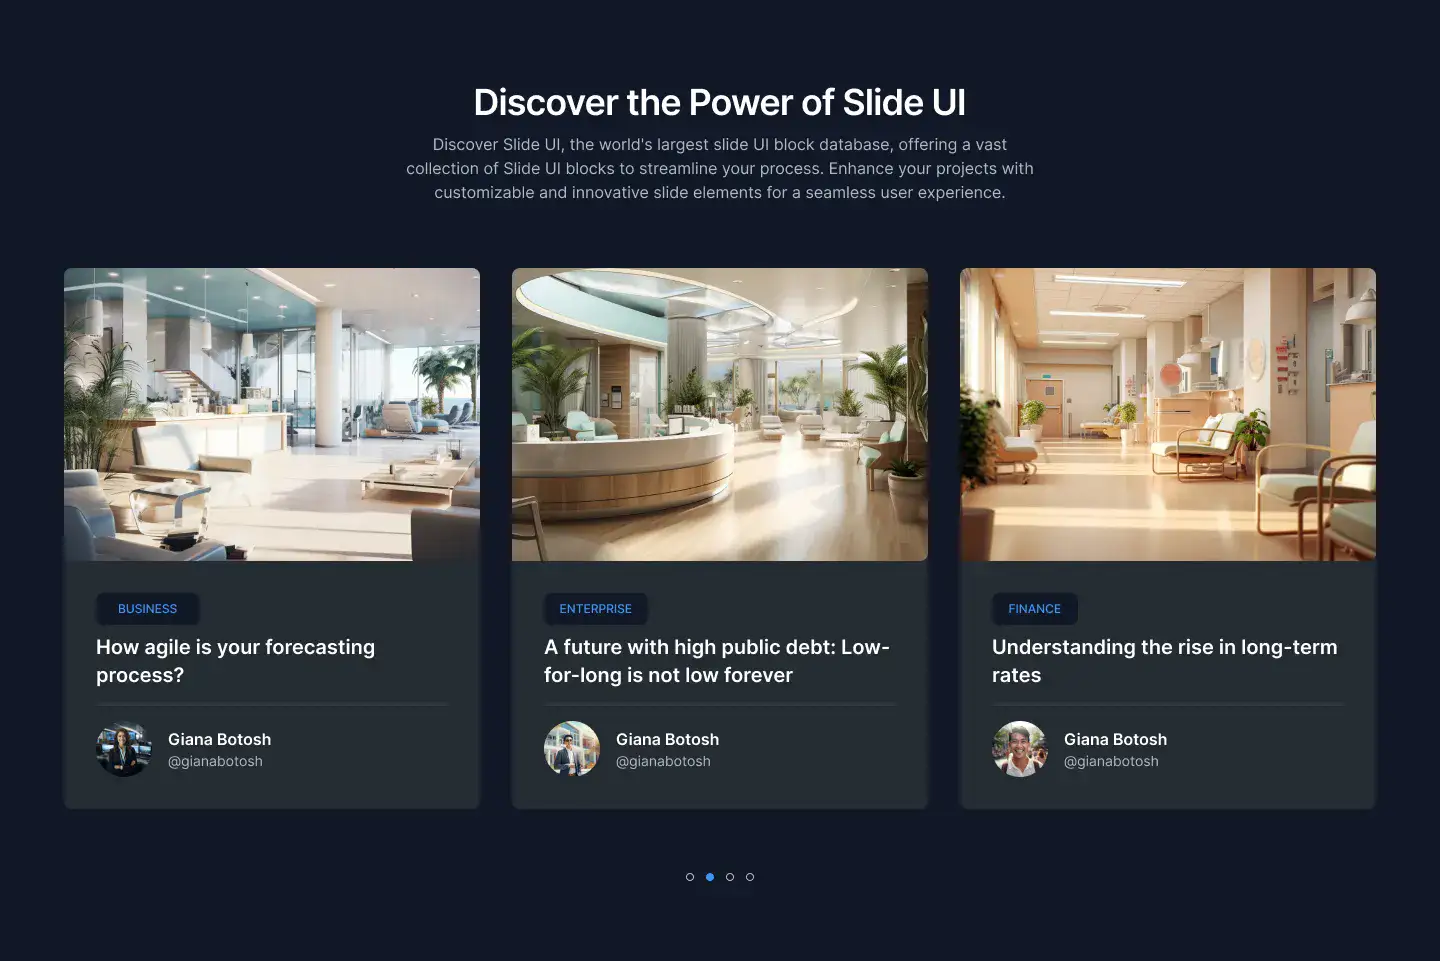 Discover the Power of Slide UI
Discover Slide UI, the world's largest slide UI block database, offering a vast
collection of Slide UI blocks to streamline your process. Enhance your projects with
customizable and innovative slide elements for a seamless user experience.
BUSINESS
How agile is your forecasting
process?
Giana Botosh
@gianabotosh
ENTERPRISE
A future with high public debt: Low-
for-long is not low forever
Giana Botosh
@gianabotosh
FINANCE
Understanding the rise in long-term
rates
Giana Botosh
@gianabotosh